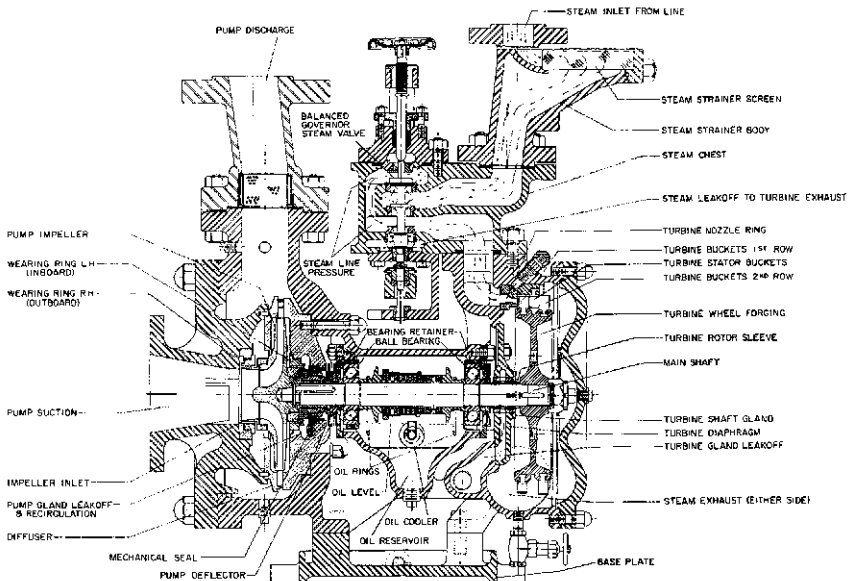 PUMP DISCHARGE
BALANCED
GOVERNOR
STEAM VALVE
STEAM INLET FROM LINE
STEAM STRAINER SCREEN
STEAM STRAINER BODY
STEAM CHEST
STEAM LEAKOFF TO TURBINE EXHAUST
TURBINE NOZZLE RING
TURBINE BUCKETS 1ST ROW
TURBINE STATOR BUCKETS
TURBINE BUCKETS 2ND ROW
TURBINE WHEEL FORGING
TURBINE ROTOR SLEEVE
MAIN SHAFT
TURBINE SHAFT GLAND
TURBINE DIAPHRAGM
TURBINE GLAND LEAKOFF
STEAM EXHAUST (EITHER SIDE)
BASE PLATE
PUMP IMPELLER
WEARING RING LH
(INBOARD)
WEARING RING RH
(OUTBOARD)
STEAM LINE
PRESSURE
BEARING RETAINER
BALL BEARING
PUMP SUCTION
IMPELLER INLET
PUMP GLAND LEAKOFF
& RECIRCULATION
DIFFUSER
MECHANICAL SEAL
PUMP DEFLECTOR
OIL RINGS
OIL LEVEL
OIL COOLER
OIL RESERVOIR